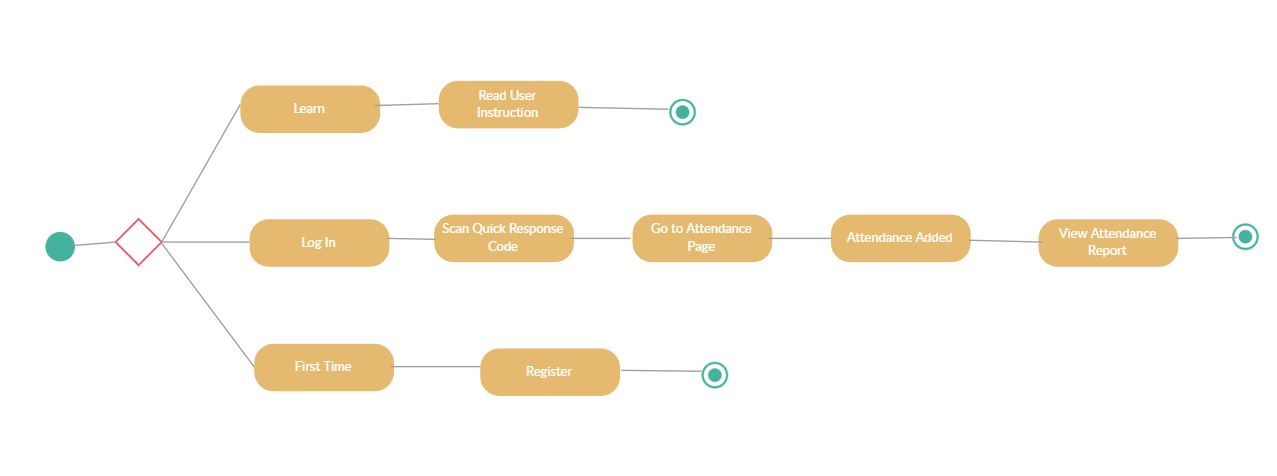 Learn
Read User
Instruction
Log In
Scan Quick Response
Code
Go to Attendance
Page
Attendance Added
View Attendance
Report
First Time
Register